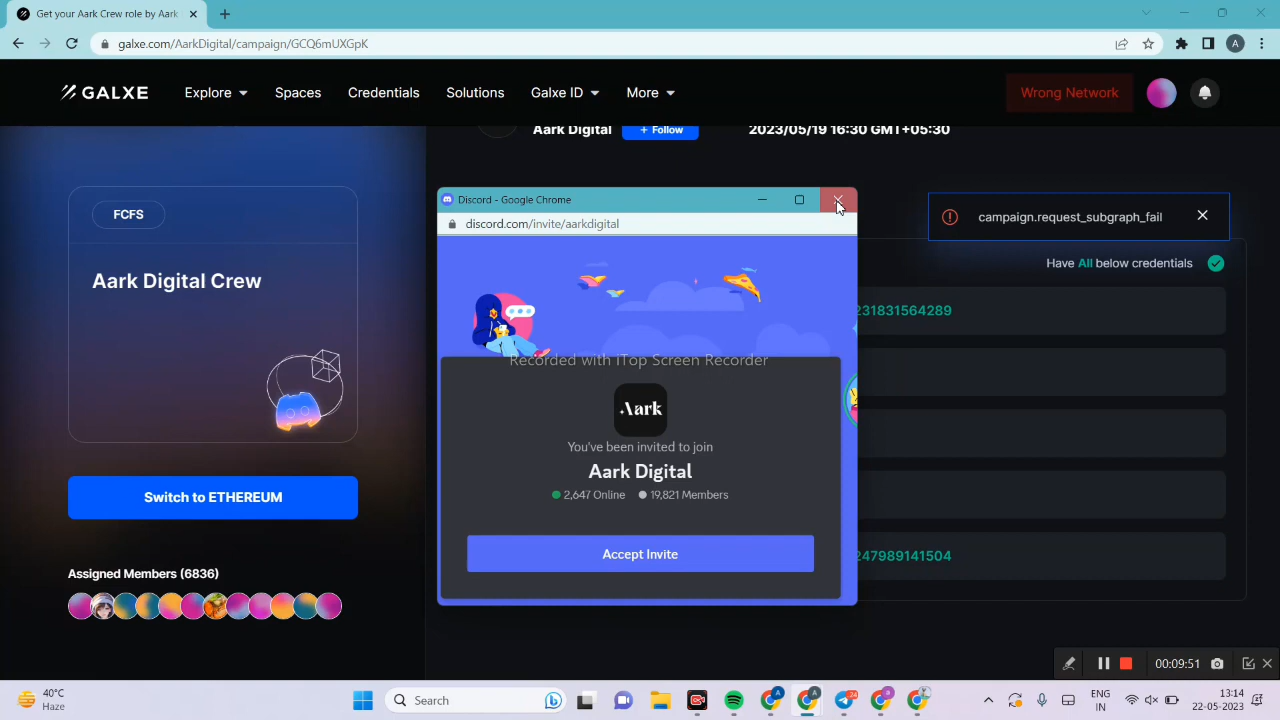 Get your Aark Crew role by Aark
galxe.com/AarkDigital/campaign/GCQ6mUXGpK
A
GALXE
Explore
Spaces
Credentials
Solutions
Galxe ID
More
Wrong Network
Aark Digital
+ Follow
2023/05/19 16:30 GMT+05:30
FCFS
Aark Digital Crew
Switch to ETHEREUM
Assigned Members (6836)
Discord - Google Chrome
discord.com/invite/aarkdigital
Recorded with iTop Screen Recorder
Aark
You've been invited to join
Aark Digital
2,647 Online
19,821 Members
Accept Invite
campaign.request_subgraph_fail
Have All below credentials
231831564289
247989141504
00:09:51
40°C
Haze
Search
24
ENG
IN
13:14
22-05-2023